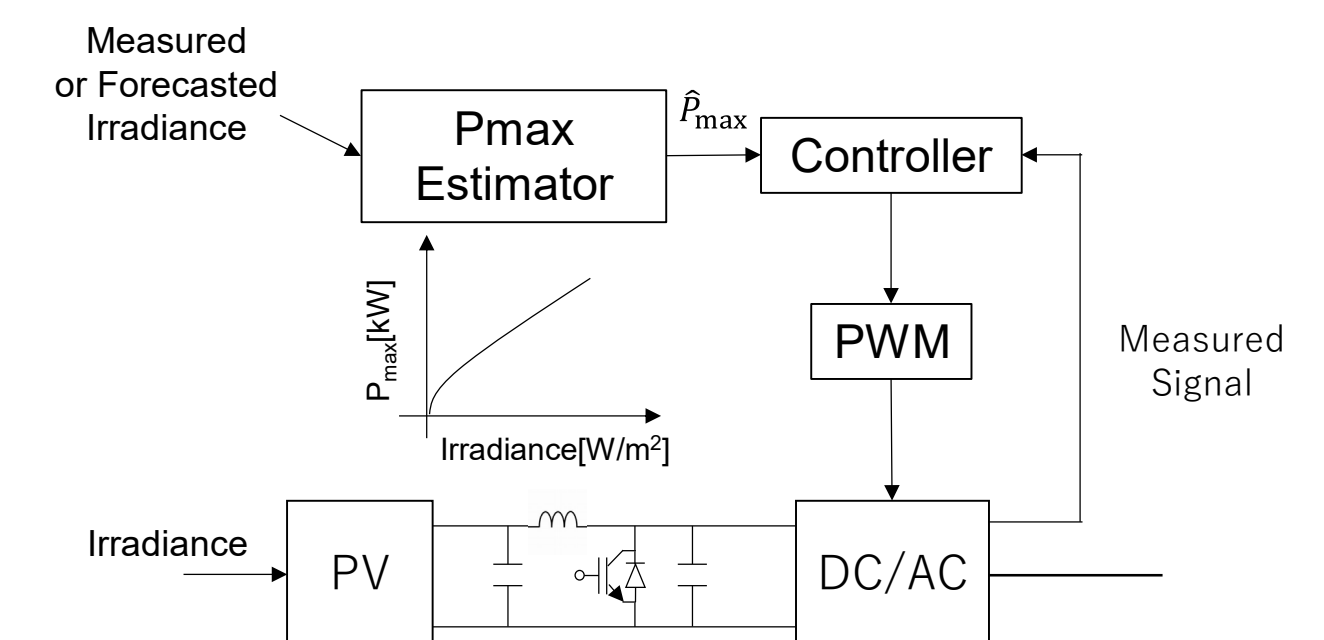 Measured
or Forecasted
Irradiance
Pmax
Estimator
P̂max
Controller
Pmax[kW]
Irradiance[W/m²]
PWM
Measured
Signal
Irradiance
PV
DC/AC